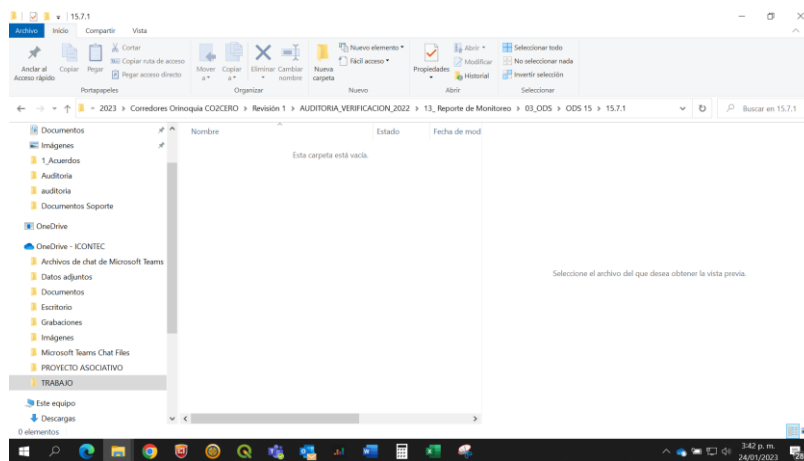 15.7.1
Archivo Inicio Compartir Vista
Anclar al Acceso rápido
Copiar
Pegar
Cortar
Copiar ruta de acceso
Pegar acceso directo
Portapapeles
Mover a
Copiar a
Eliminar
Cambiar nombre
Organizar
Nueva carpeta
Nuevo elemento
Fácil acceso
Nuevo
Propiedades
Abrir
Modificar
Historial
Abrir
Seleccionar todo
No seleccionar nada
Invertir selección
Seleccionar
« 2023 > Corredores Orinoquia CO2CERO > Revisión 1 > AUDITORIA_VERIFICACION_2022 > 13_ Reporte de Monitoreo > 03_ODS > ODS 15 > 15.7.1
Buscar en 15.7.1
Documentos
Imágenes
1_Acuerdos
Auditoria
auditoria
Documentos Soporte
OneDrive
OneDrive - ICONTEC
Archivos de chat de Microsoft Teams
Datos adjuntos
Documentos
Escritorio
Grabaciones
Imágenes
Microsoft Teams Chat Files
PROYECTO ASOCIATIVO
TRABAJO
Este equipo
Descargas
Nombre Estado Fecha de mod
Esta carpeta está vacía.
Seleccione el archivo del que desea obtener la vista previa.
0 elementos
3:42 p. m.
24/01/2023